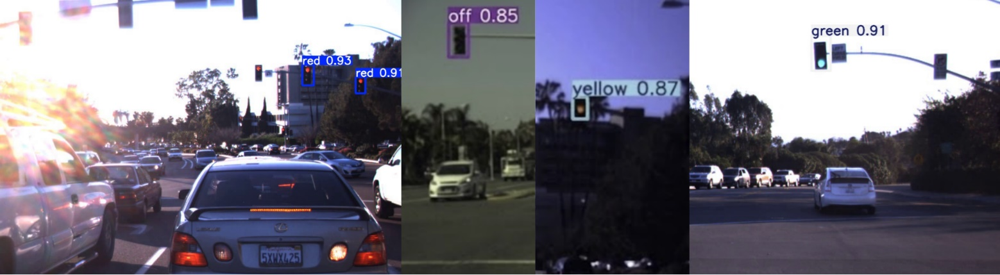 red 0.93
red 0.91
5XWX425
off 0.85
yellow 0.87
green 0.91